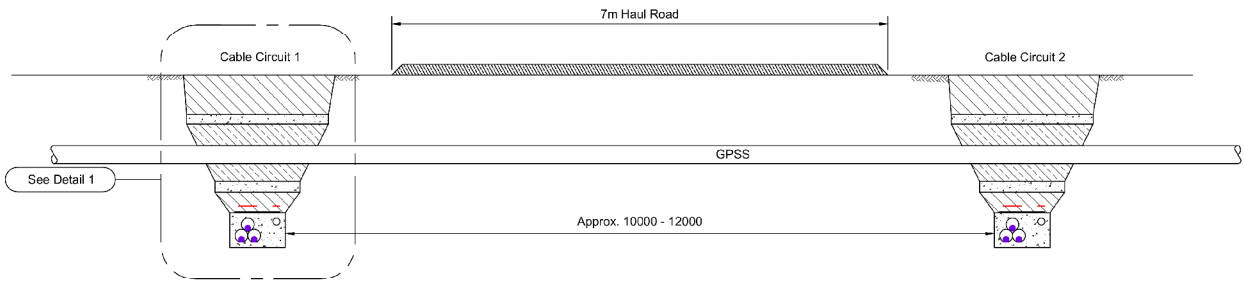 7m Haul Road
Cable Circuit 1
Cable Circuit 2
GPSS
See Detail 1
Approx. 10000 - 12000